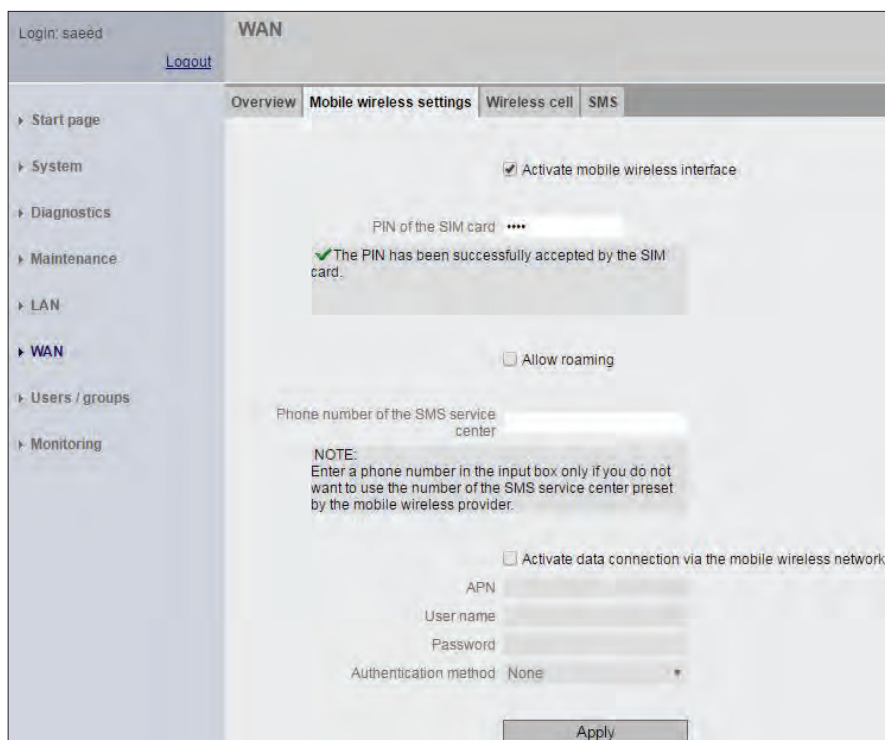 Login: saeed
Logout
WAN
Start page
System
Diagnostics
Maintenance
LAN
WAN
Users / groups
Monitoring
Overview Mobile wireless settings Wireless cell SMS
Activate mobile wireless interface
PIN of the SIM card ••••
The PIN has been successfully accepted by the SIM
card.
Allow roaming
Phone number of the SMS service
center
NOTE:
Enter a phone number in the input box only if you do not
want to use the number of the SMS service center preset
by the mobile wireless provider.
Activate data connection via the mobile wireless network
APN
User name
Password
Authentication method None
Apply